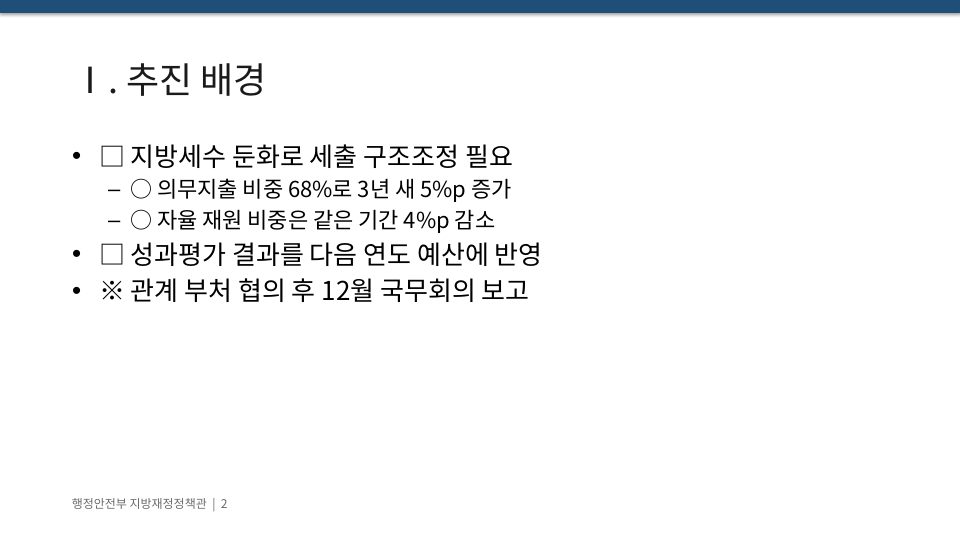 Ⅰ. 추진 배경
• □ 지방세수 둔화로 세출 구조조정 필요
– ○ 의무지출 비중 68%로 3년 새 5%p 증가
– ○ 자율 재원 비중은 같은 기간 4%p 감소
• □ 성과평가 결과를 다음 연도 예산에 반영
• ※ 관계 부처 협의 후 12월 국무회의 보고
행정안전부 지방재정정책관 | 2